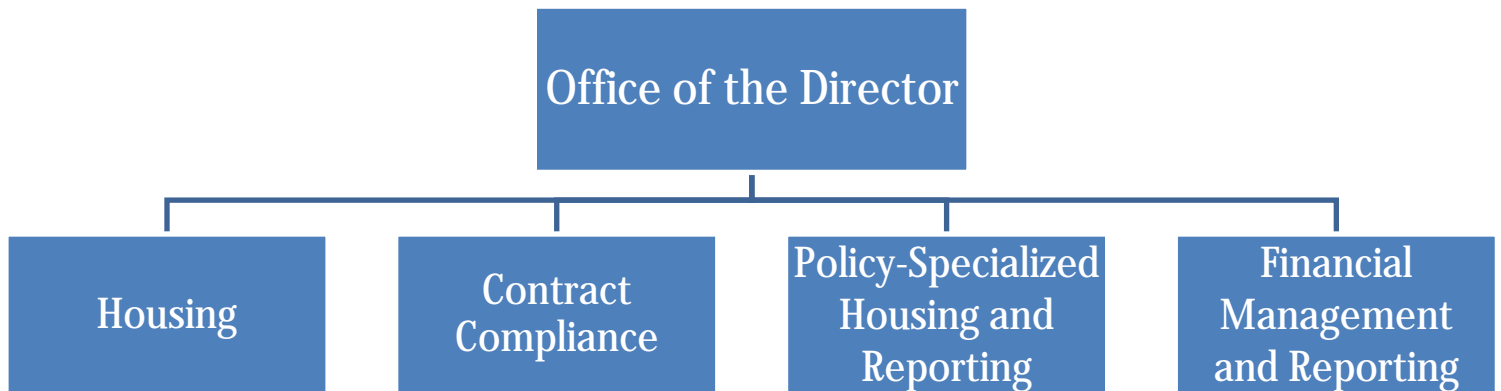 Office of the Director
Housing
Contract
Compliance
Policy-Specialized
Housing and
Reporting
Financial
Management
and Reporting